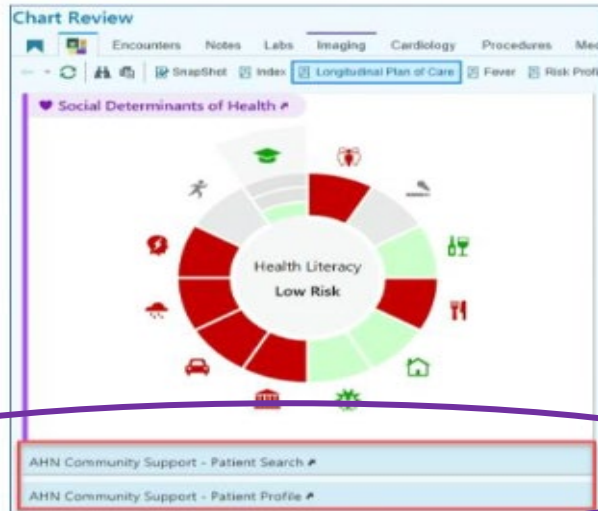 Chart Review
Encounters Notes Labs Imaging Cardiology Procedures Med
SnapShot Index Longitudinal Plan of Care Fever Risk Profi
Social Determinants of Health
Health Literacy
Low Risk
AHN Community Support - Patient Search
AHN Community Support - Patient Profile